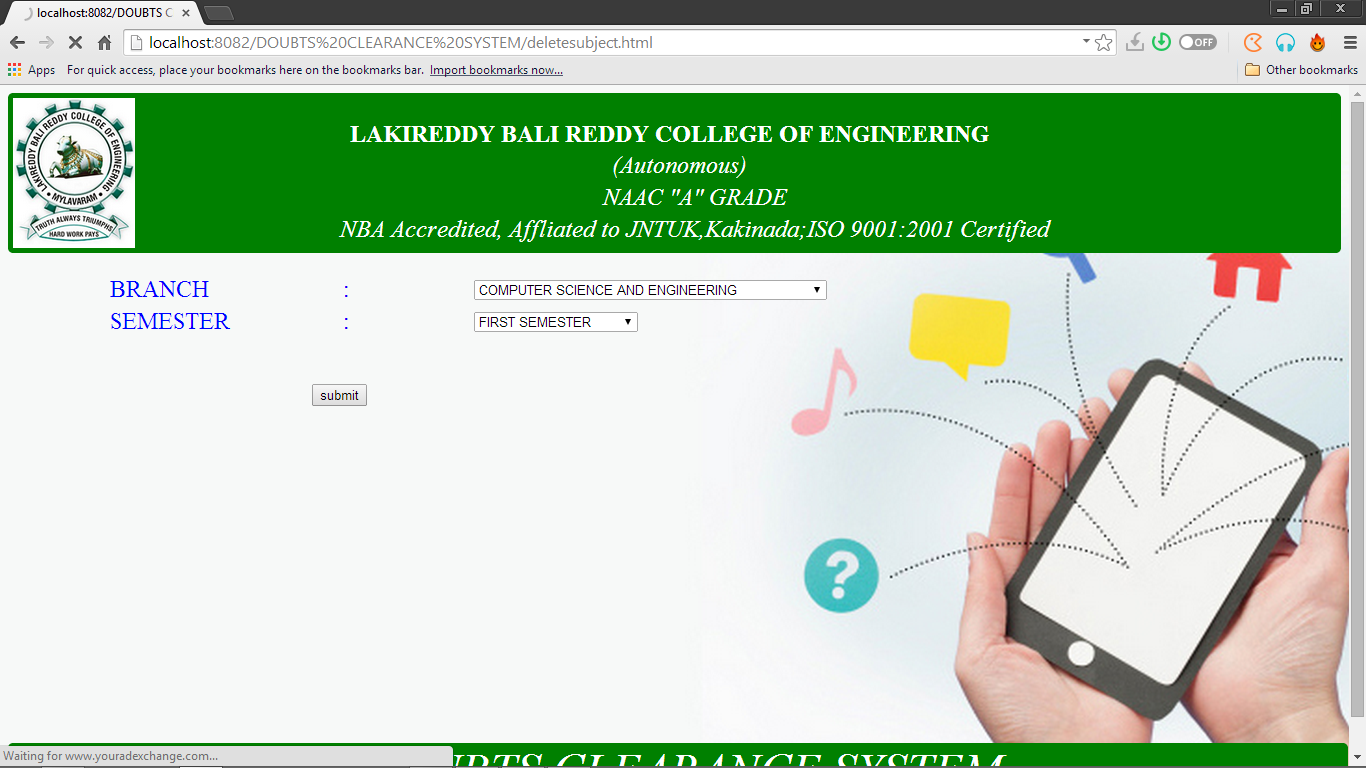 localhost:8082/DOUBTS C
localhost:8082/DOUBTS%20CLEARANCE%20SYSTEM/deletesubject.html
OFF
Apps For quick access, place your bookmarks here on the bookmarks bar. Import bookmarks now... Other bookmarks
LAKIREDDY BALI REDDY COLLEGE OF ENGINEERING
MYLAVARAM
TRUTH ALWAYS TRIUMPHS
HARD WORK PAYS
LAKIREDDY BALI REDDY COLLEGE OF ENGINEERING
(Autonomous)
NAAC "A" GRADE
NBA Accredited, Affliated to JNTUK,Kakinada;ISO 9001:2001 Certified
BRANCH : COMPUTER SCIENCE AND ENGINEERING
SEMESTER : FIRST SEMESTER
submit
?
Waiting for www.youradexchange.com...
UBTS CLEARANCE SYSTEM